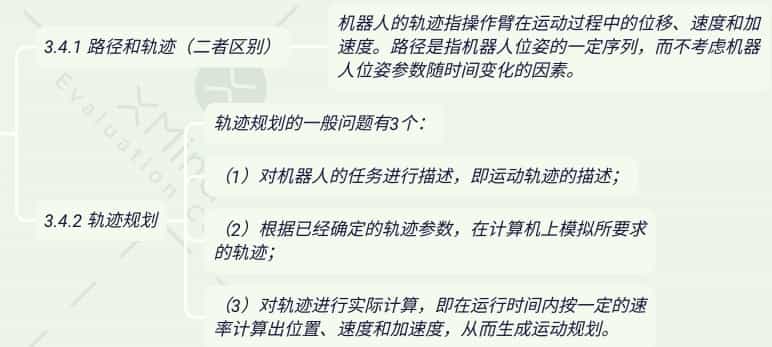 机器人的轨迹指操作臂在运动过程中的位移、速度和加
3.4.1 路径和轨迹（二者区别）
速度。路径是指机器人位姿的一定序列，而不考虑机器
人位姿参数随时间变化的因素。
轨迹规划的一般问题有3个：
（1）对机器人的任务进行描述，即运动轨迹的描述；
3.4.2 轨迹规划
（2）根据已经确定的轨迹参数，在计算机上模拟所要求
的轨迹；
（3）对轨迹进行实际计算，即在运行时间内按一定的速
率计算出位置、速度和加速度，从而生成运动规划。
XMind
Evaluation